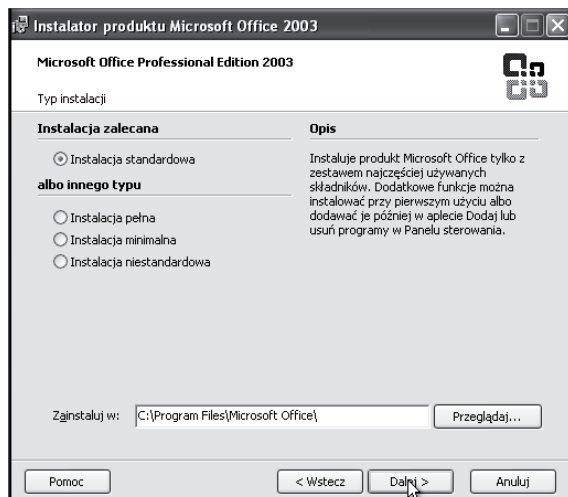 Instalator produktu Microsoft Office 2003
Microsoft Office Professional Edition 2003
Typ instalacji
Instalacja zalecana
Instalacja standardowa
albo innego typu
Instalacja pełna
Instalacja minimalna
Instalacja niestandardowa
Opis
Instaluje produkt Microsoft Office tylko z
zestawem najczęściej używanych
składników. Dodatkowe funkcje można
instalować przy pierwszym użyciu albo
dodawać je później w aplecie Dodaj lub
usuń programy w Panelu sterowania.
Zainstaluj w: C:\Program Files\Microsoft Office\ Przeglądaj...
Pomoc < Wstecz Dalej > Anuluj